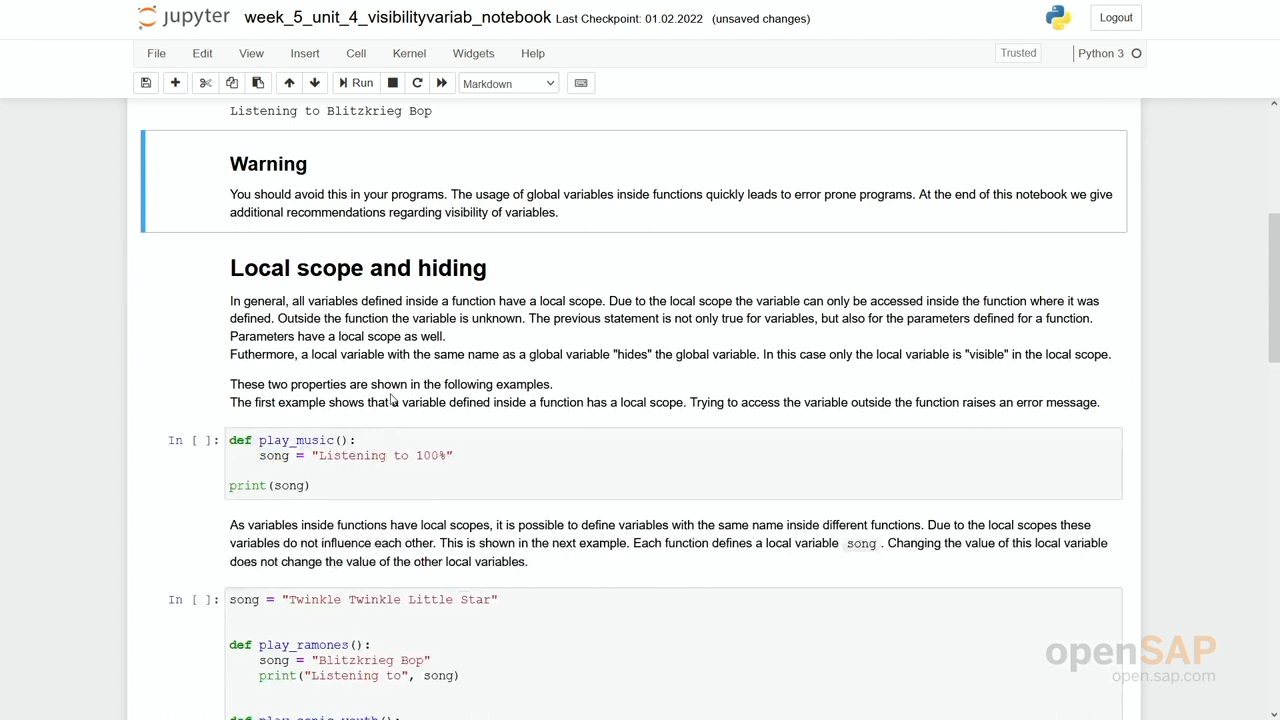 jupyter week_5_unit_4_visibilityvariab_notebook Last Checkpoint: 01.02.2022 (unsaved changes) Logout
File Edit View Insert Cell Kernel Widgets Help Trusted Python 3
Run Markdown
Listening to Blitzkrieg Bop
Warning
You should avoid this in your programs. The usage of global variables inside functions quickly leads to error prone programs. At the end of this notebook we give
additional recommendations regarding visibility of variables.
Local scope and hiding
In general, all variables defined inside a function have a local scope. Due to the local scope the variable can only be accessed inside the function where it was
defined. Outside the function the variable is unknown. The previous statement is not only true for variables, but also for the parameters defined for a function.
Parameters have a local scope as well.
Futhermore, a local variable with the same name as a global variable "hides" the global variable. In this case only the local variable is "visible" in the local scope.
These two properties are shown in the following examples.
The first example shows that a variable defined inside a function has a local scope. Trying to access the variable outside the function raises an error message.
In [ ]: def play_music():
song = "Listening to 100%"
print(song)
As variables inside functions have local scopes, it is possible to define variables with the same name inside different functions. Due to the local scopes these
variables do not influence each other. This is shown in the next example. Each function defines a local variable song . Changing the value of this local variable
does not change the value of the other local variables.
In [ ]: song = "Twinkle Twinkle Little Star"
def play_ramones():
song = "Blitzkrieg Bop"
print("Listening to", song)
openSAP
open.sap.com